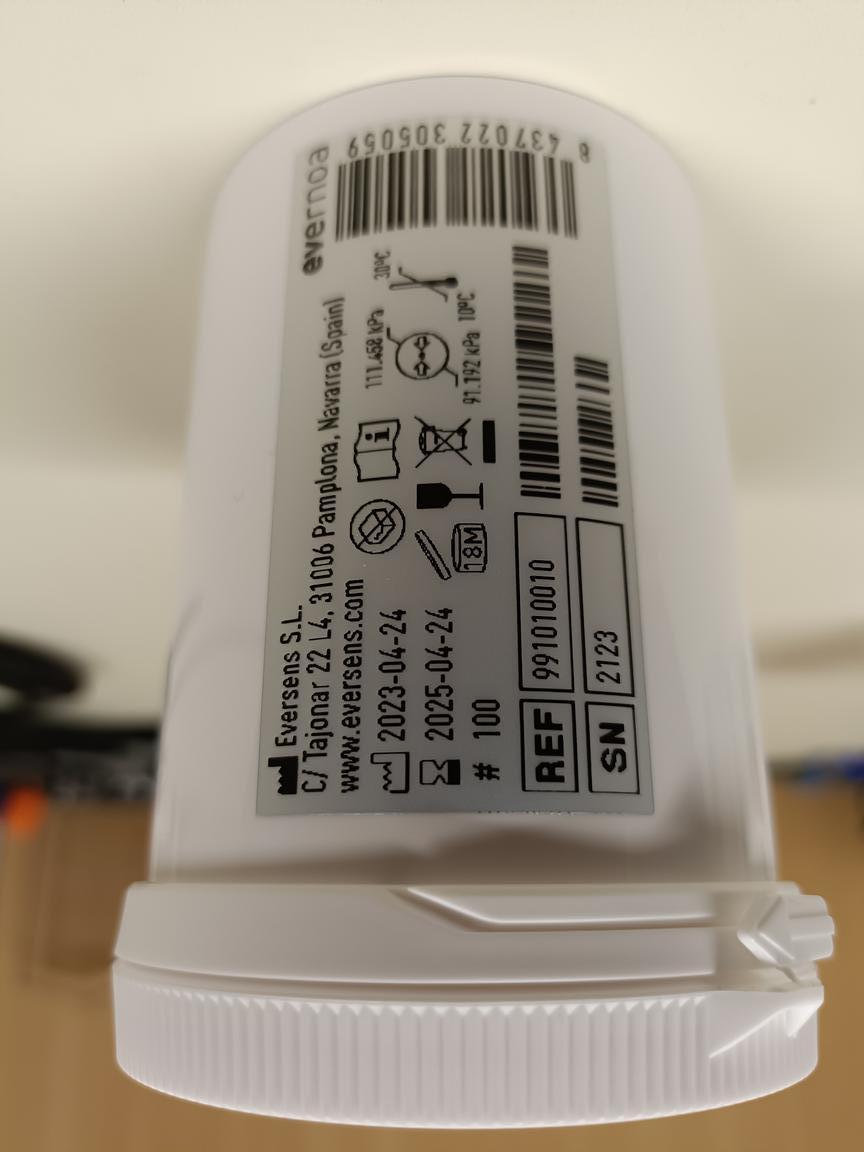 evernoa
Eversens S.L.
C/ Tajonar 22 L4, 31006 Pamplona, Navarra (Spain)
www.eversens.com
2023-04-24
2025-04-24
# 100
18M
111.458 kPa
91.192 kPa
30ºC
10ºC
REF 991010010
SN 2123
8 437022 305059